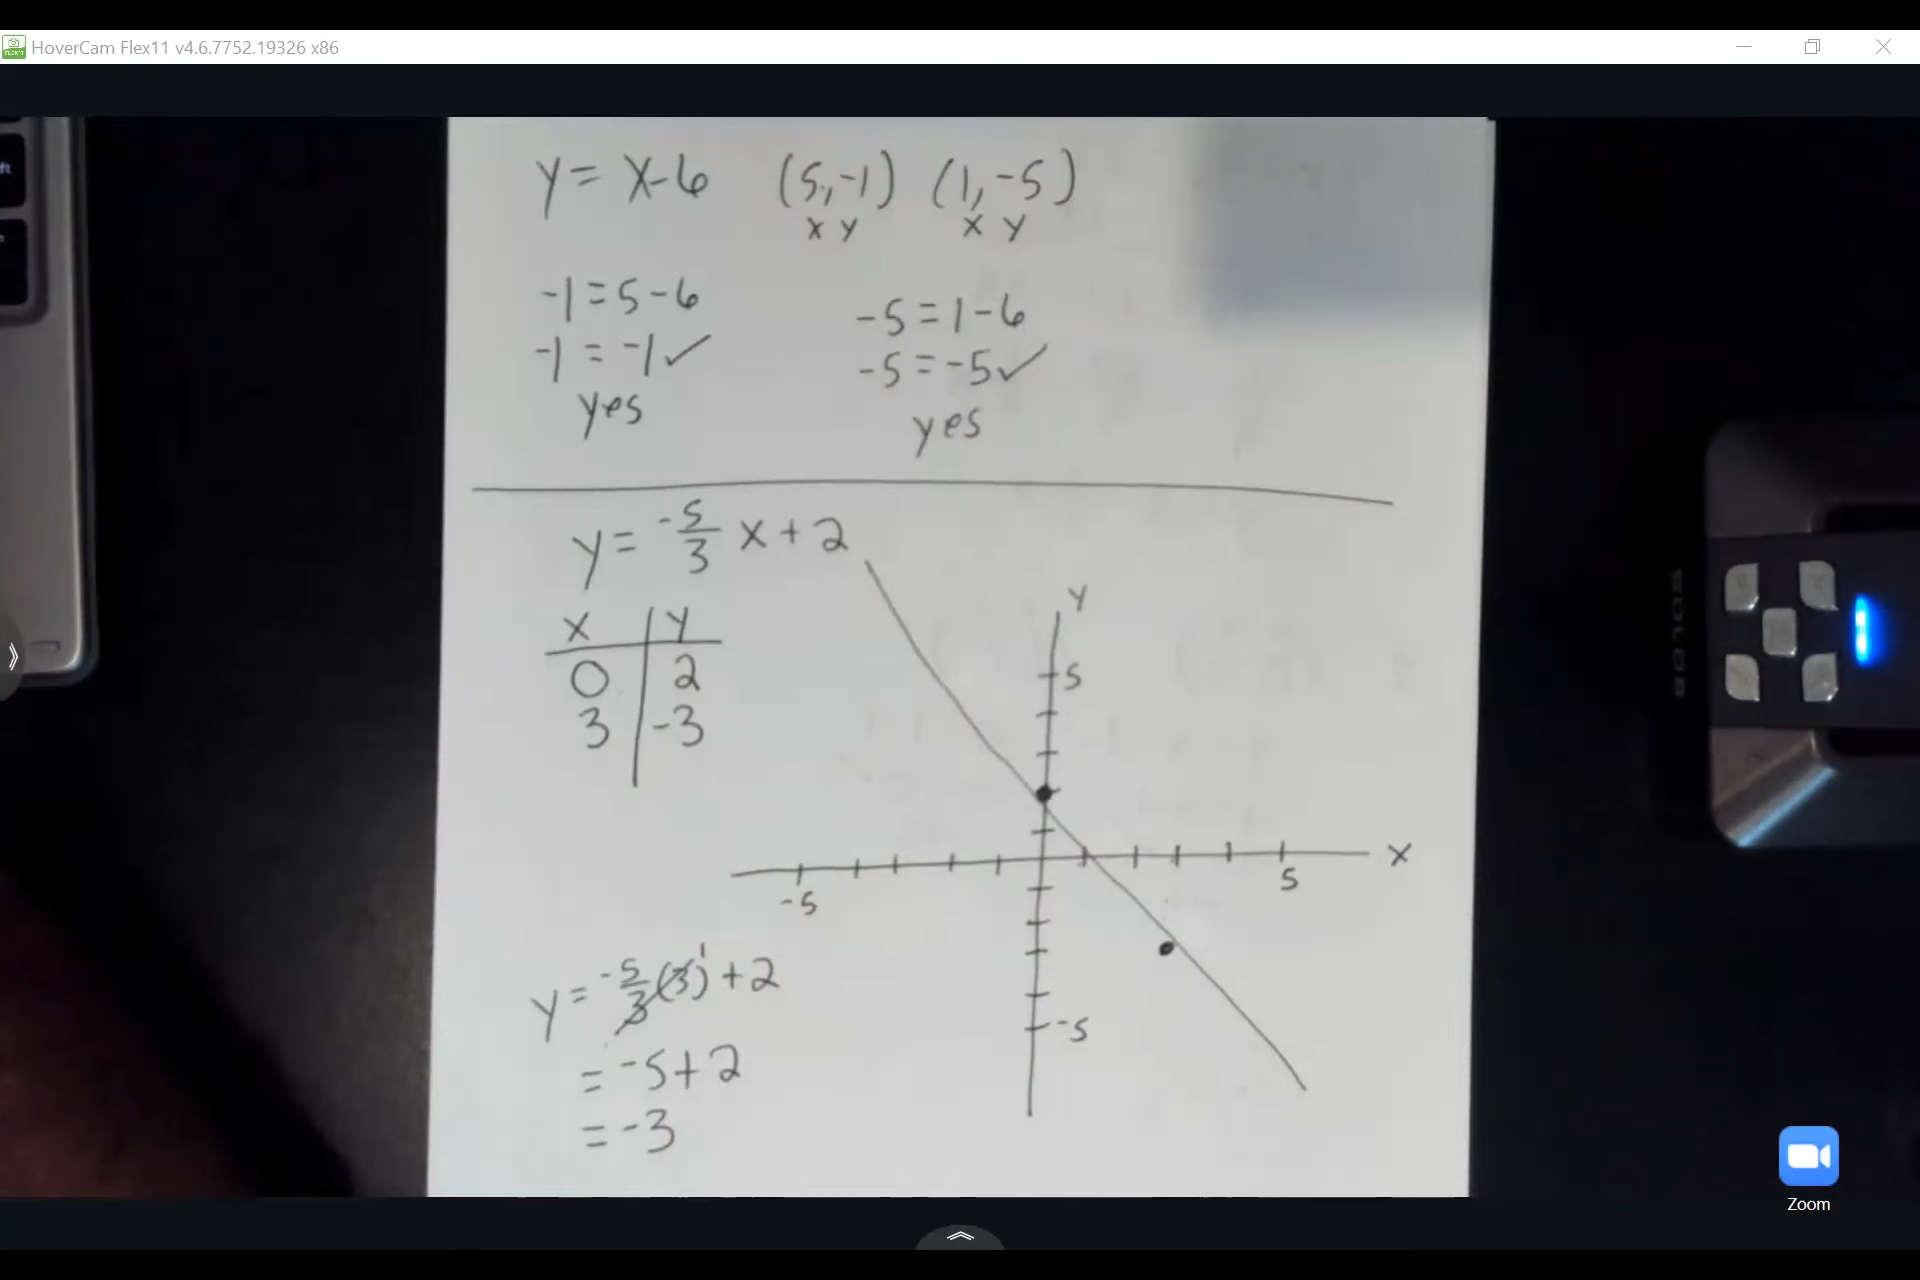 HoverCam Flex11 v4.6.7752.19326 x86
y = x-6 (5,-1) (1,-5)
x y x y
-1 = 5-6
-1 = -1 ✓
yes
-5 = 1-6
-5 = -5 ✓
yes
y = -5/3 x + 2
x | y
0 | 2
3 | -3
y
5
x
5
-5
-5
y = -5/3 (3)^1 + 2
= -5+2
= -3
Zoom